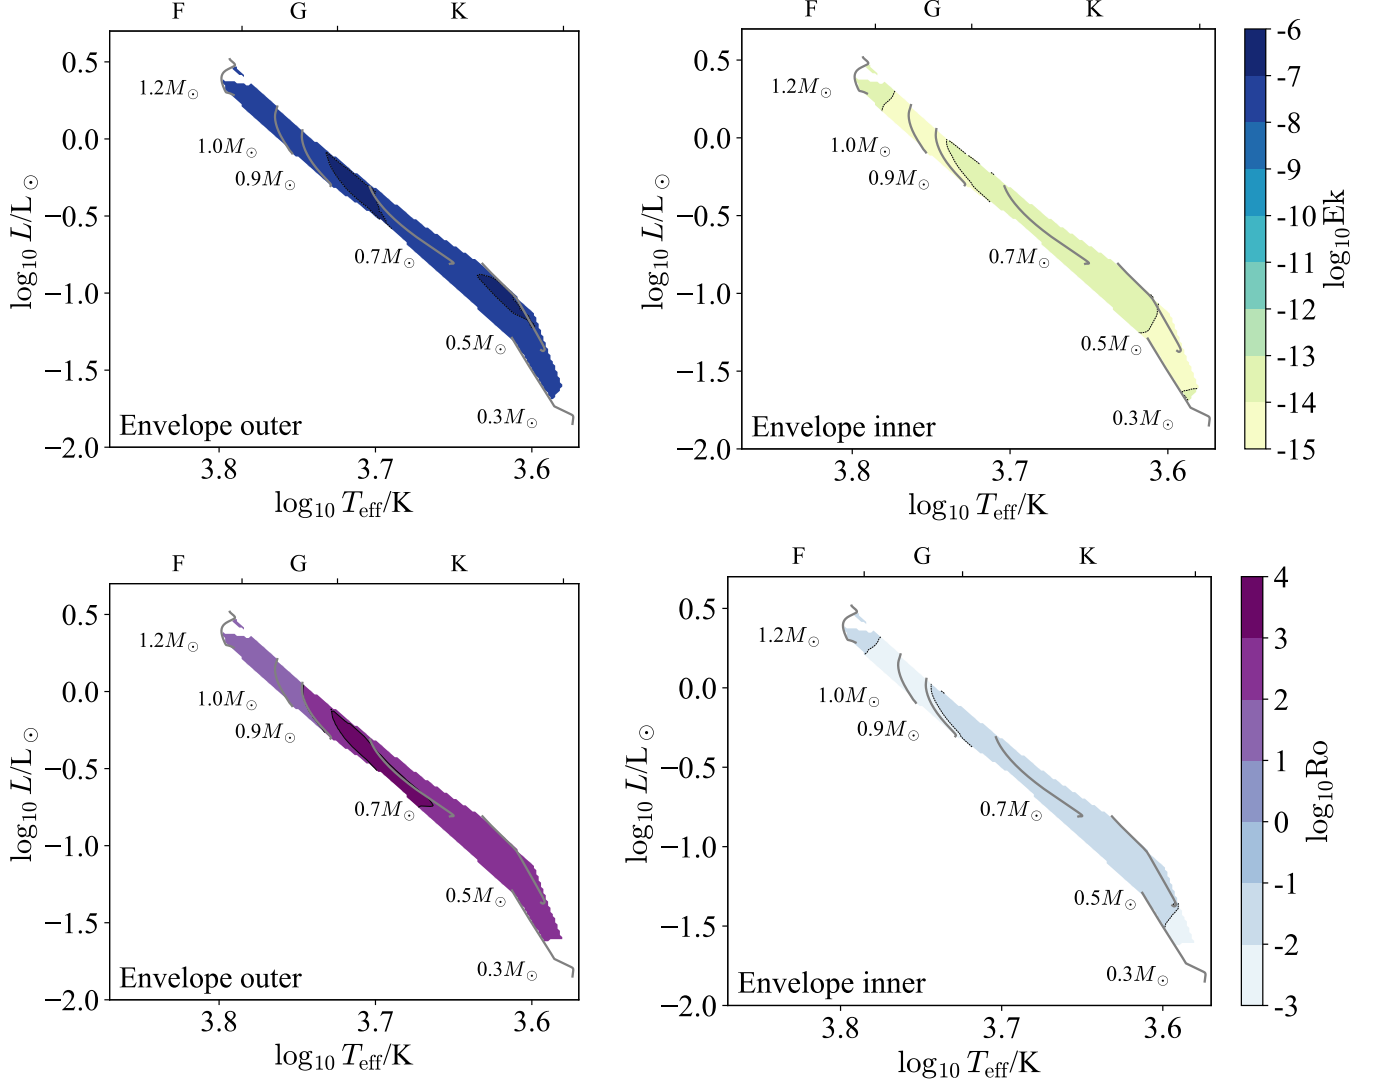 F G K
F G K
0.5
0.0
−0.5
−1.0
−1.5
−2.0
log₁₀ L/L⊙
1.2M⊙
1.0M⊙
0.9M⊙
0.7M⊙
0.5M⊙
0.3M⊙
Envelope outer
3.8 3.7 3.6
log₁₀ T_eff/K
0.5
0.0
−0.5
−1.0
−1.5
−2.0
log₁₀ L/L⊙
1.2M⊙
1.0M⊙
0.9M⊙
0.7M⊙
0.5M⊙
0.3M⊙
Envelope inner
3.8 3.7 3.6
log₁₀ T_eff/K
-6
-7
-8
-9
-10
-11
-12
-13
-14
-15
log₁₀Ek
F G K
F G K
0.5
0.0
−0.5
−1.0
−1.5
−2.0
log₁₀ L/L⊙
1.2M⊙
1.0M⊙
0.9M⊙
0.7M⊙
0.5M⊙
0.3M⊙
Envelope outer
3.8 3.7 3.6
log₁₀ T_eff/K
0.5
0.0
−0.5
−1.0
−1.5
−2.0
log₁₀ L/L⊙
1.2M⊙
1.0M⊙
0.9M⊙
0.7M⊙
0.5M⊙
0.3M⊙
Envelope inner
3.8 3.7 3.6
log₁₀ T_eff/K
4
3
2
1
0
-1
-2
-3
log₁₀Ro